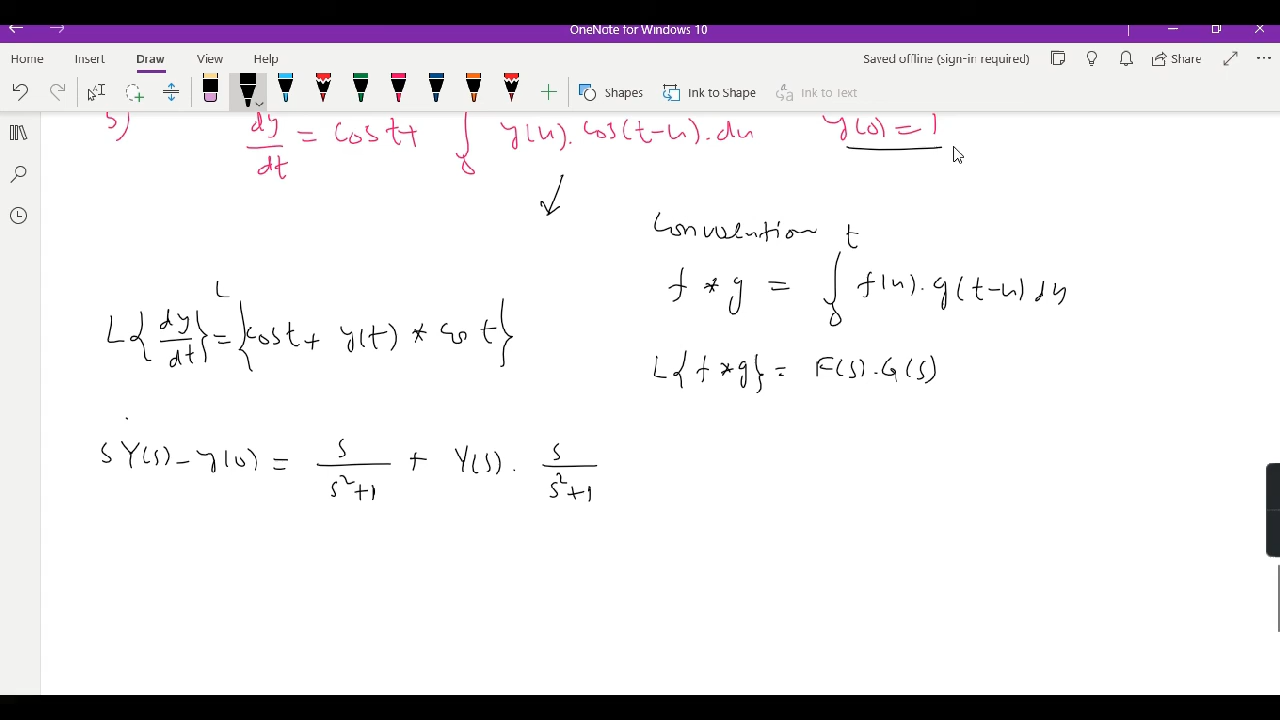 OneNote for Windows 10
Home Insert Draw View Help Saved offline (sign-in required) Share
Shapes Ink to Shape Ink to Text
5) dy/dt = cos t + ∫₀ y(u). cos(t-u). du y(0) = 1
Convolution
f * g = ∫₀ᵗ f(u). g(t-u) du
L
L{dy/dt} = {cos t + y(t) * cos t}
L{f * g} = F(s). G(s)
s Y(s) - y(0) = s/(s²+1) + Y(s). s/(s²+1)